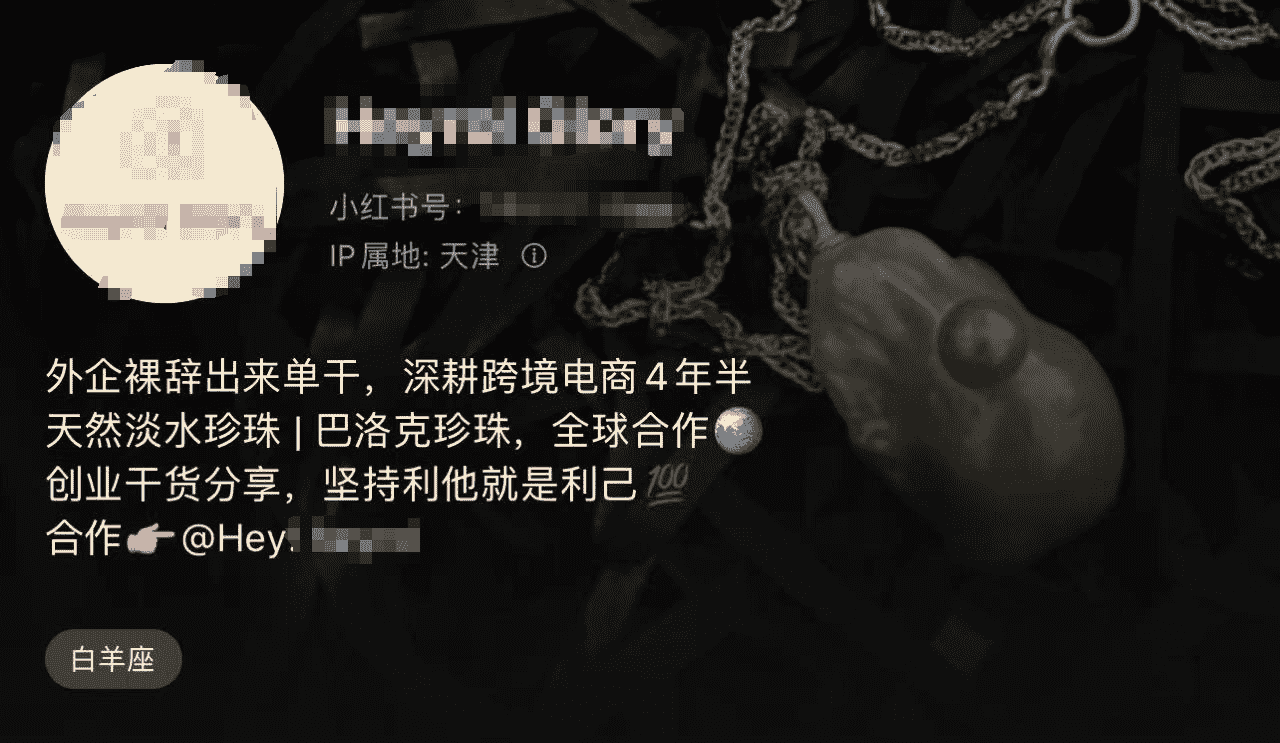 小红书号:
IP属地: 天津
外企裸辞出来单干，深耕跨境电商4年半
天然淡水珍珠 | 巴洛克珍珠，全球合作🌏
创业干货分享，坚持利他就是利己💯
合作👉@Hey
白羊座